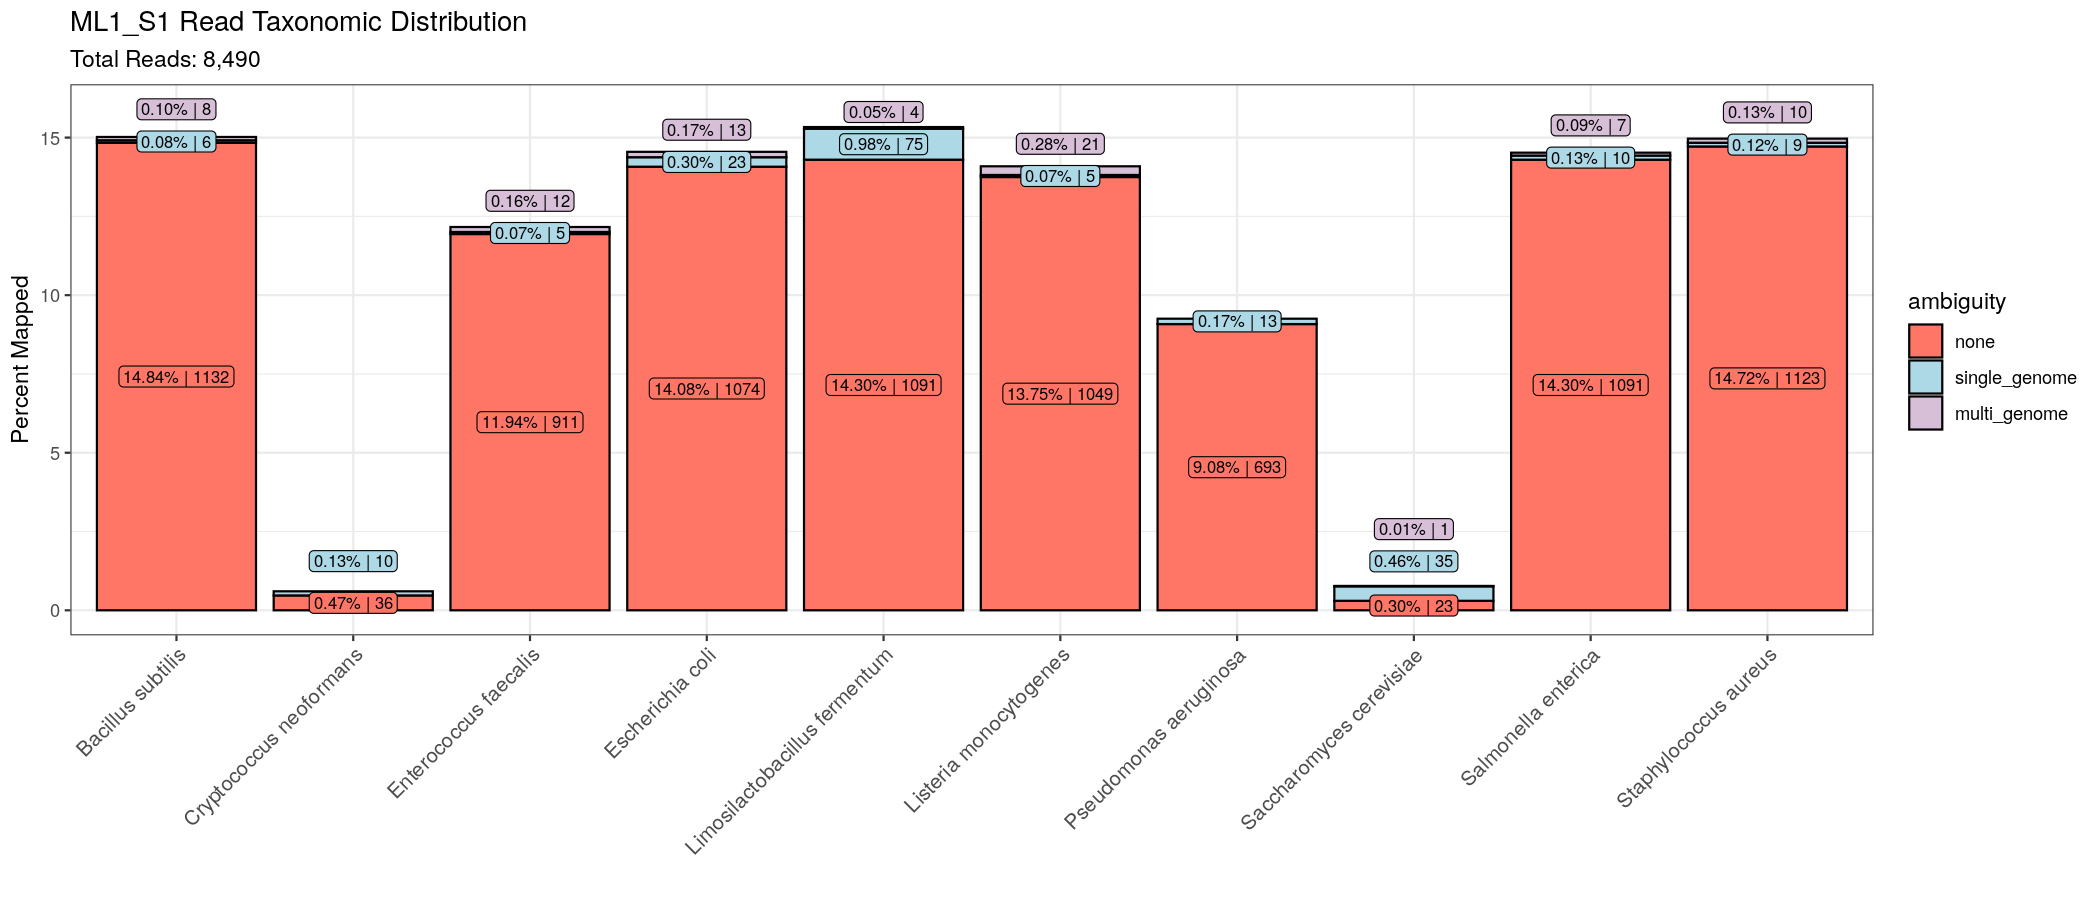 ML1_S1 Read Taxonomic Distribution
Total Reads: 8,490
Percent Mapped
15
10
5
0
0.10% | 8
0.08% | 6
14.84% | 1132
0.13% | 10
0.47% | 36
0.16% | 12
0.07% | 5
11.94% | 911
0.17% | 13
0.30% | 23
14.08% | 1074
0.05% | 4
0.98% | 75
14.30% | 1091
0.28% | 21
0.07% | 5
13.75% | 1049
0.17% | 13
9.08% | 693
0.01% | 1
0.46% | 35
0.30% | 23
0.09% | 7
0.13% | 10
14.30% | 1091
0.13% | 10
0.12% | 9
14.72% | 1123
Bacillus subtilis
Cryptococcus neoformans
Enterococcus faecalis
Escherichia coli
Limosilactobacillus fermentum
Listeria monocytogenes
Pseudomonas aeruginosa
Saccharomyces cerevisiae
Salmonella enterica
Staphylococcus aureus
ambiguity
none
single_genome
multi_genome